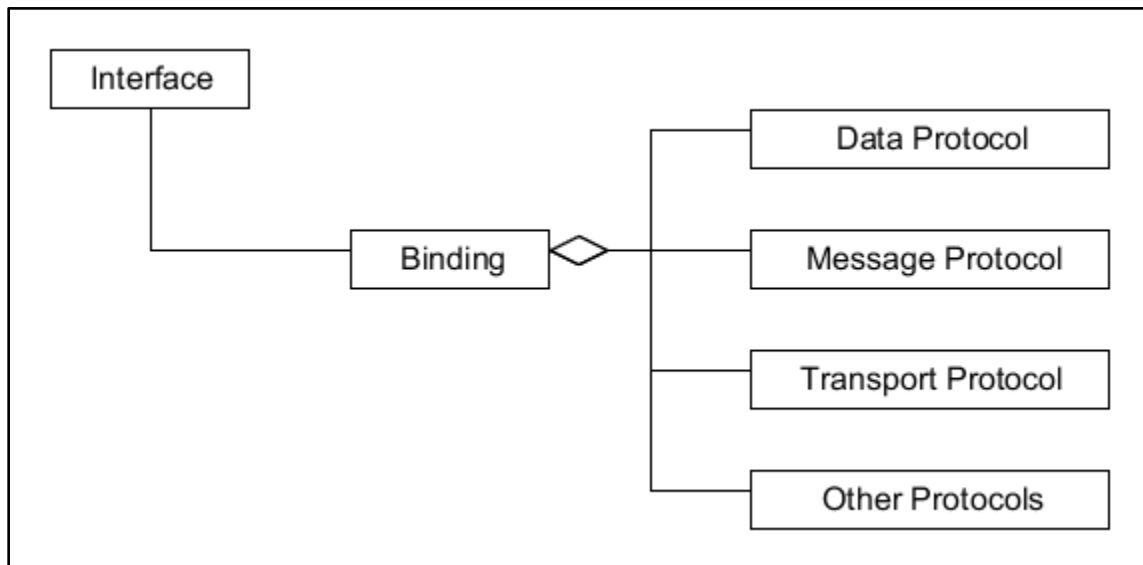 Interface
Data Protocol
Binding
Message Protocol
Transport Protocol
Other Protocols